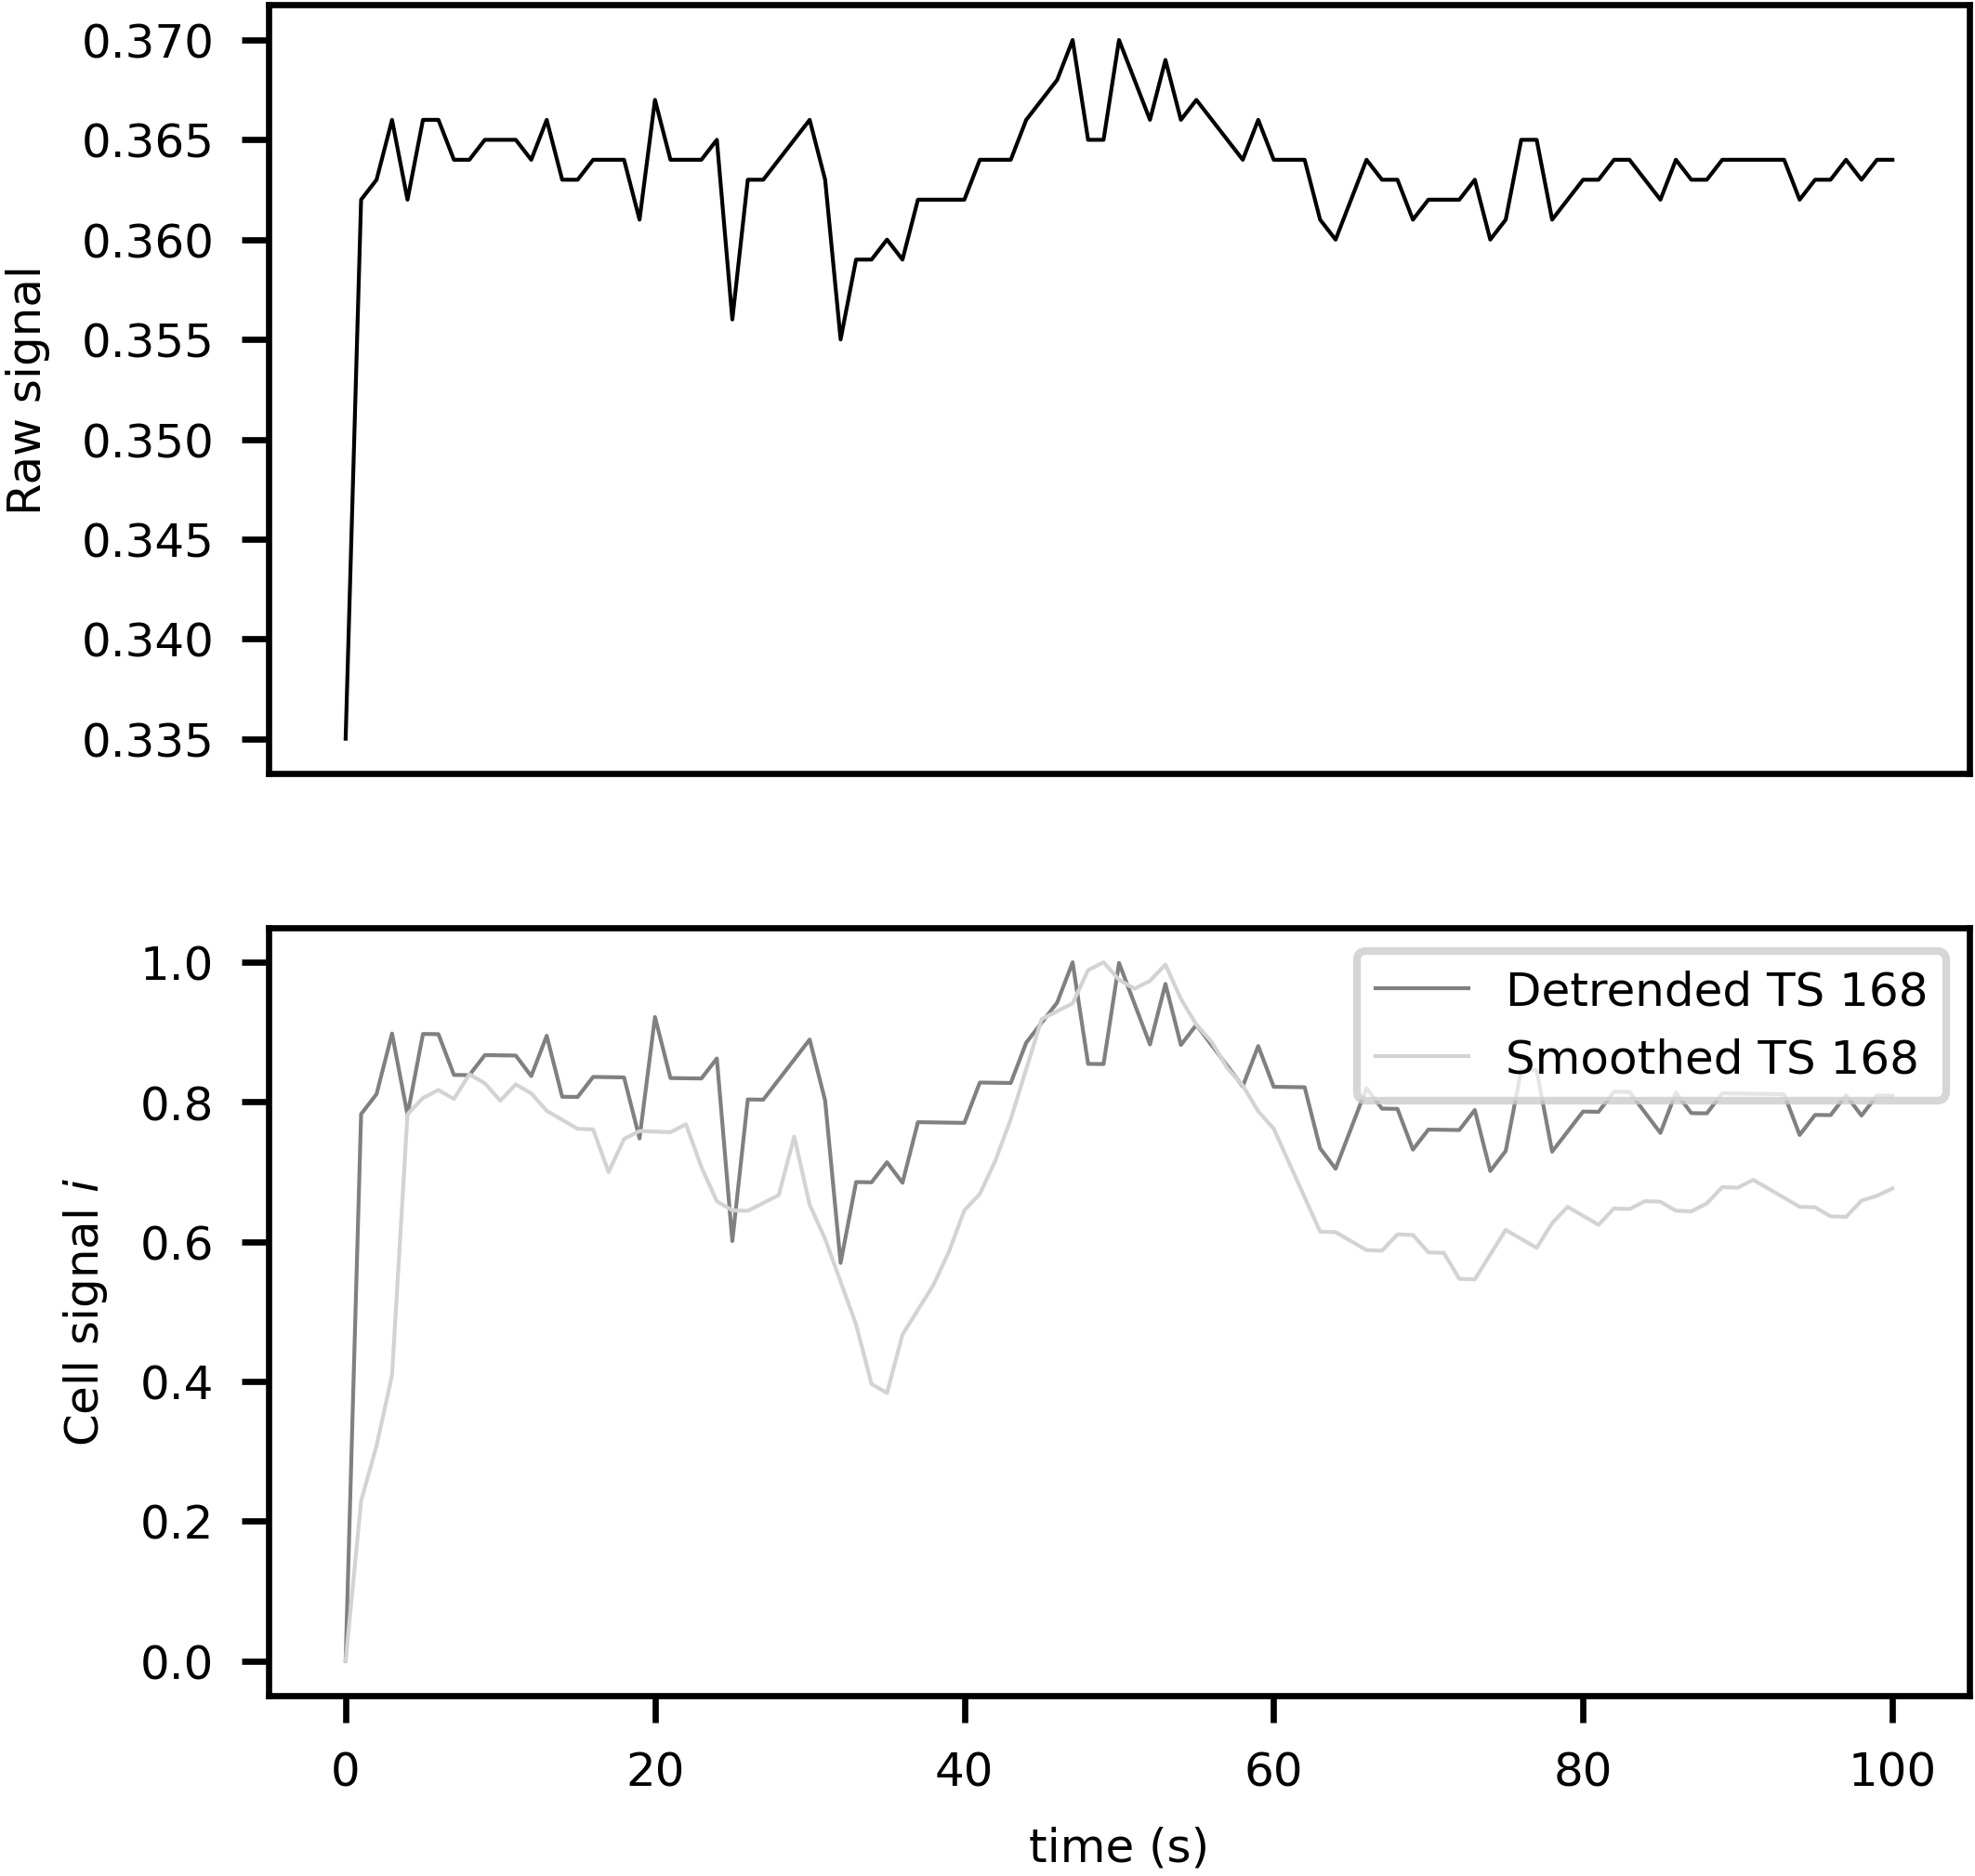 0.370
0.365
0.360
0.355
0.350
0.345
0.340
0.335
Raw signal
1.0
0.8
0.6
0.4
0.2
0.0
Cell signal i
Detrended TS 168
Smoothed TS 168
0 20 40 60 80 100
time (s)